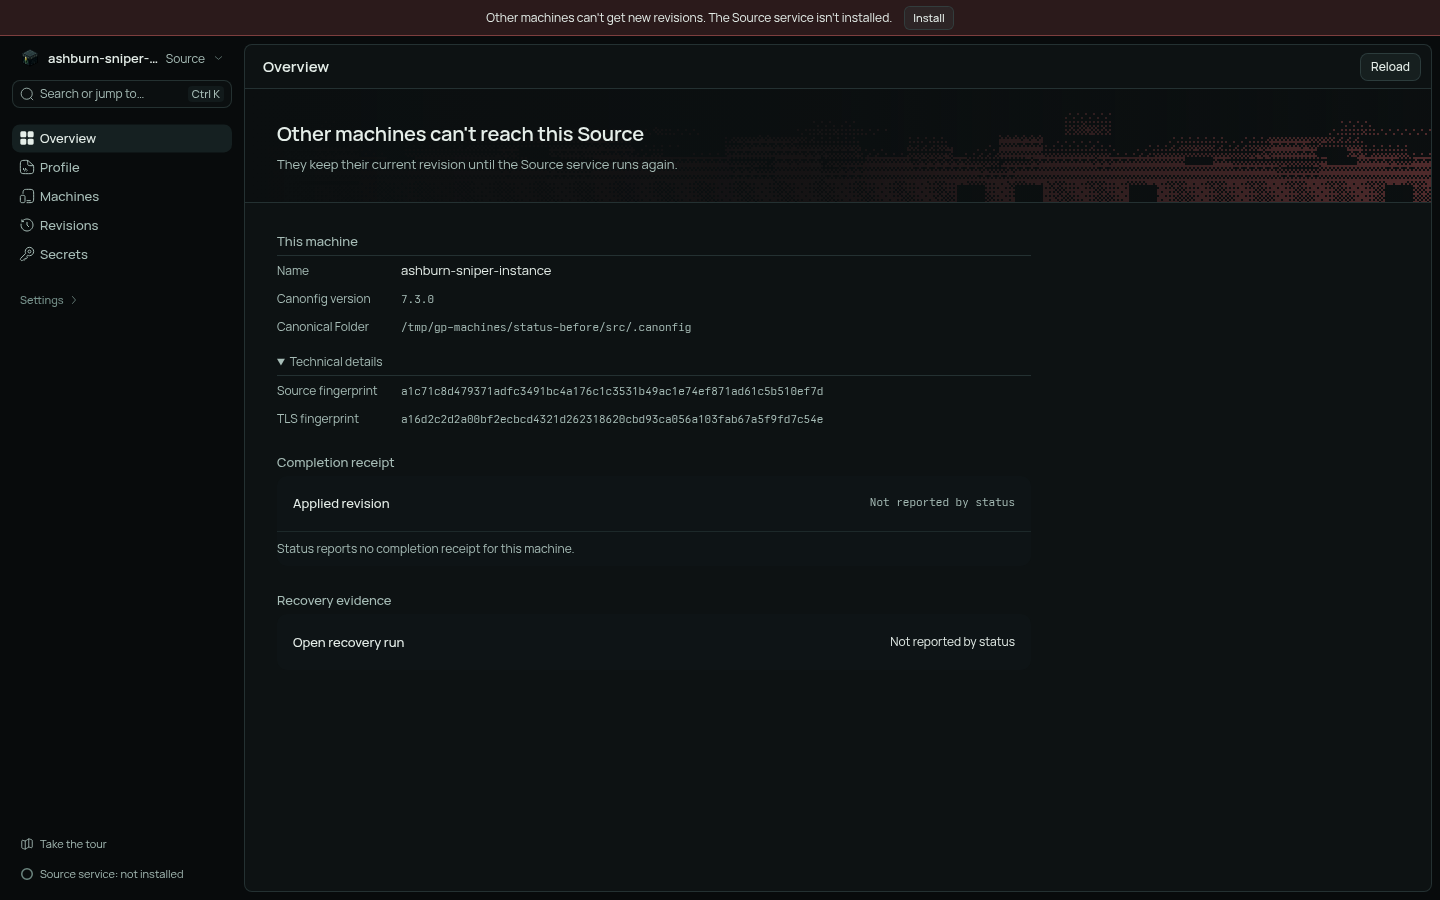 Other machines can't get new revisions. The Source service isn't installed. Install
ashburn-sniper-... Source
Search or jump to... Ctrl K
Overview
Profile
Machines
Revisions
Secrets
Settings
Take the tour
Source service: not installed
Overview
Reload
Other machines can't reach this Source
They keep their current revision until the Source service runs again.
This machine
Name ashburn-sniper-instance
Canonfig version 7.3.0
Canonical Folder /tmp/gp-machines/status-before/src/.canonfig
Technical details
Source fingerprint a1c71c8d479371adfc3491bc4a176c1c3531b49ac1e74ef871ad61c5b510ef7d
TLS fingerprint a16d2c2d2a00bf2ecbcd4321d262318620cbd93ca056a103fab67a5f9fd7c54e
Completion receipt
Applied revision Not reported by status
Status reports no completion receipt for this machine.
Recovery evidence
Open recovery run Not reported by status